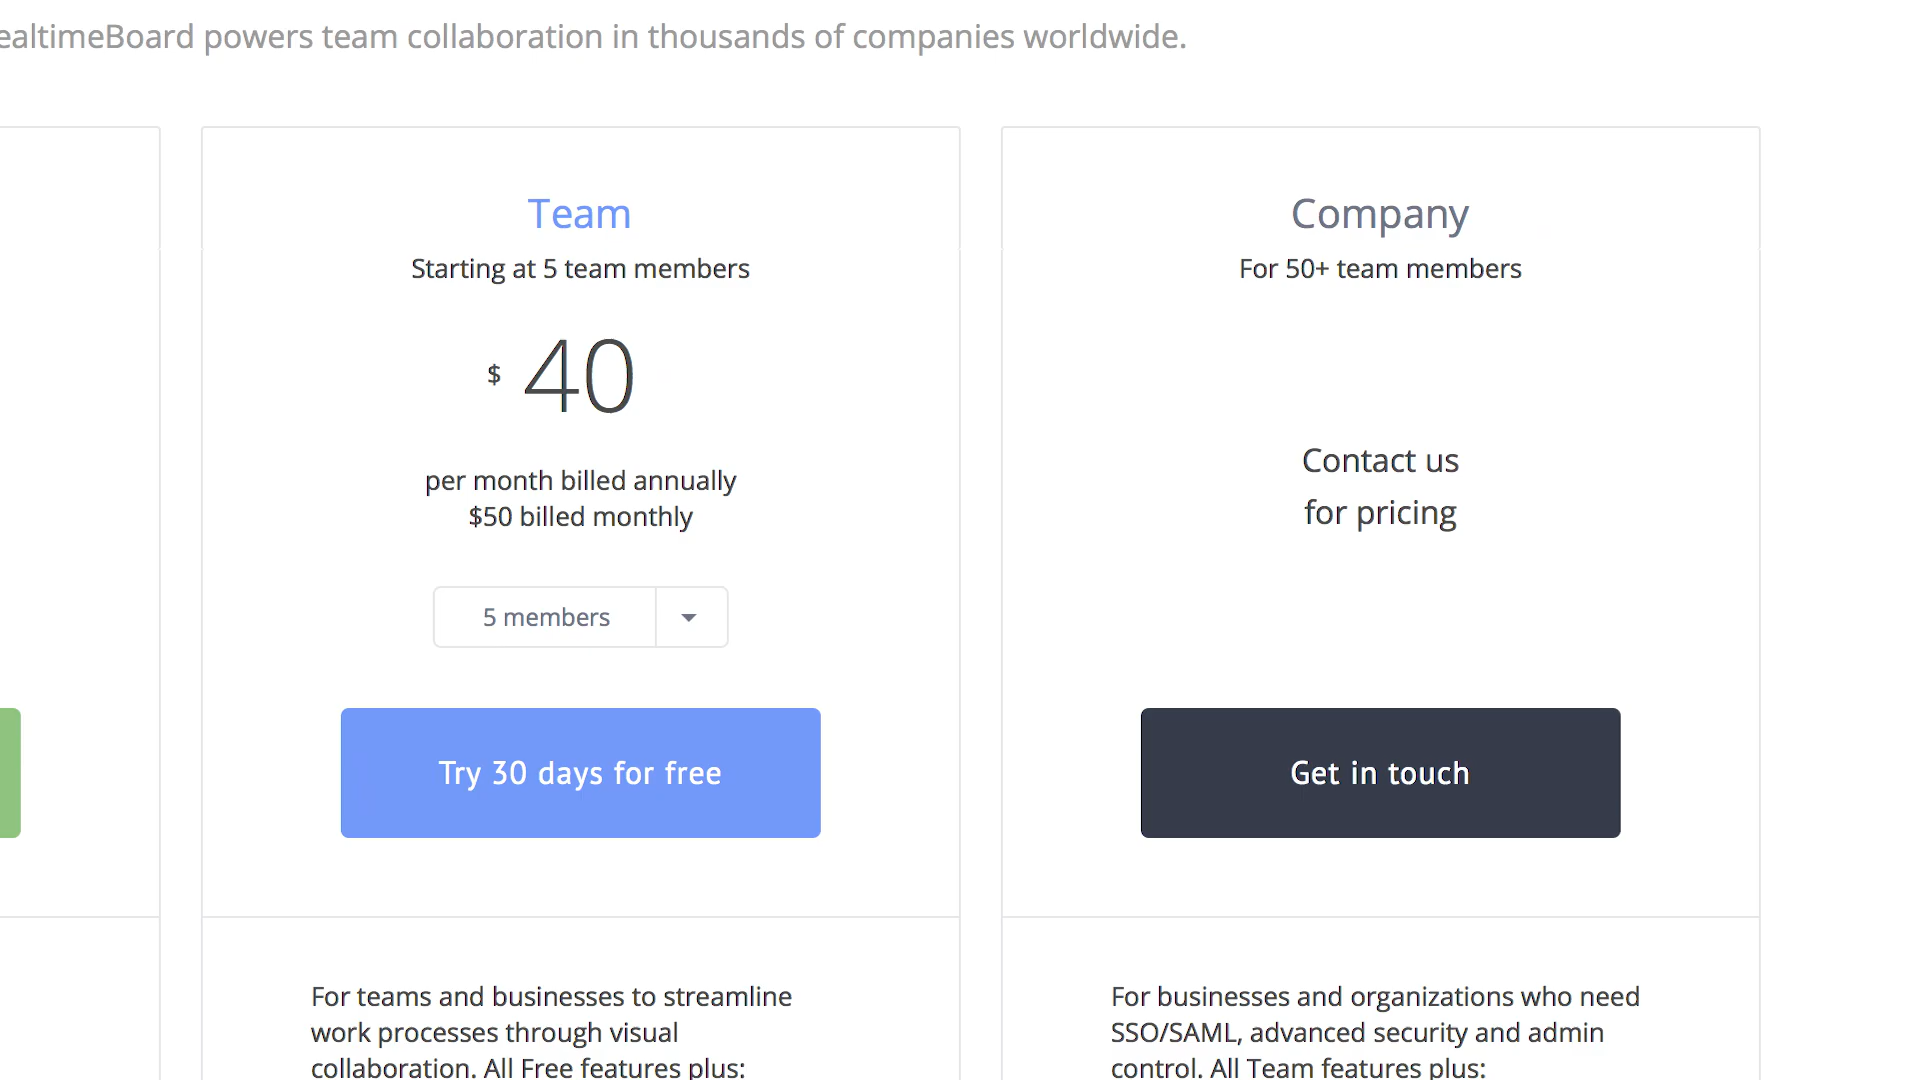 ealtimeBoard powers team collaboration in thousands of companies worldwide.
Team
Starting at 5 team members
$ 40
per month billed annually
$50 billed monthly
5 members
Try 30 days for free
For teams and businesses to streamline
work processes through visual
collaboration. All Free features plus:
Company
For 50+ team members
Contact us
for pricing
Get in touch
For businesses and organizations who need
SSO/SAML, advanced security and admin
control. All Team features plus: